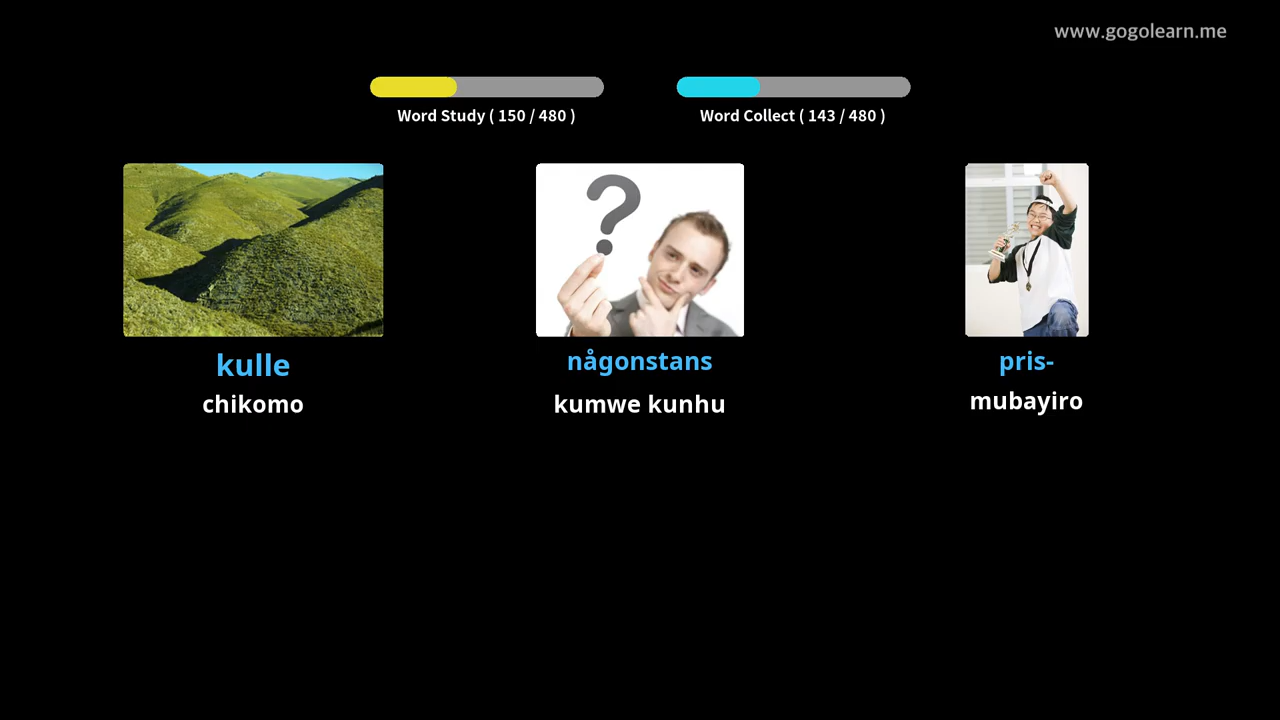 www.gogolearn.me
Word Study ( 150 / 480 )
Word Collect ( 143 / 480 )
kulle
någonstans
pris-
chikomo
kumwe kunhu
mubayiro